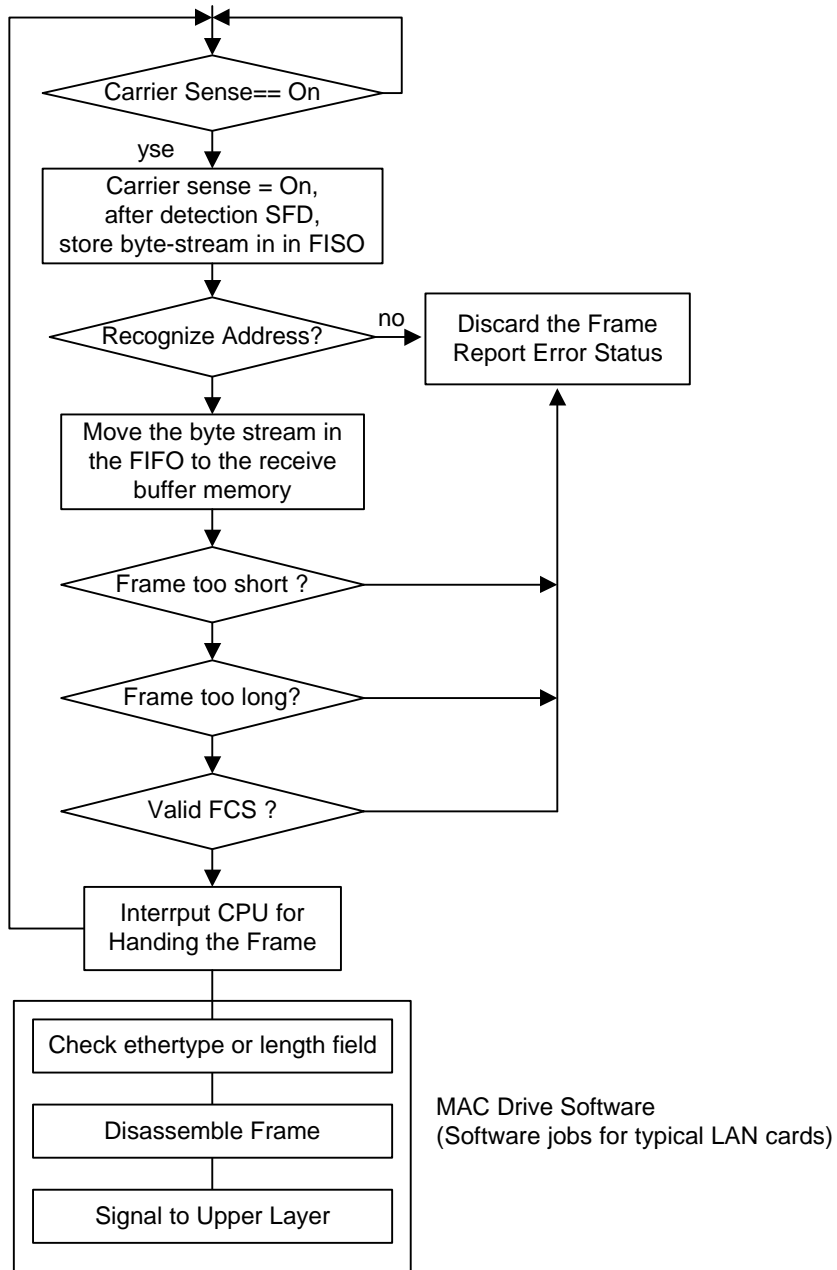 Carrier Sense== On
yse
Carrier sense = On,
after detection SFD,
store byte-stream in in FISO
Recognize Address?
no
Discard the Frame
Report Error Status
Move the byte stream in
the FIFO to the receive
buffer memory
Frame too short ?
Frame too long?
Valid FCS ?
Interrput CPU for
Handing the Frame
Check ethertype or length field
Disassemble Frame
Signal to Upper Layer
MAC Drive Software
(Software jobs for typical LAN cards)